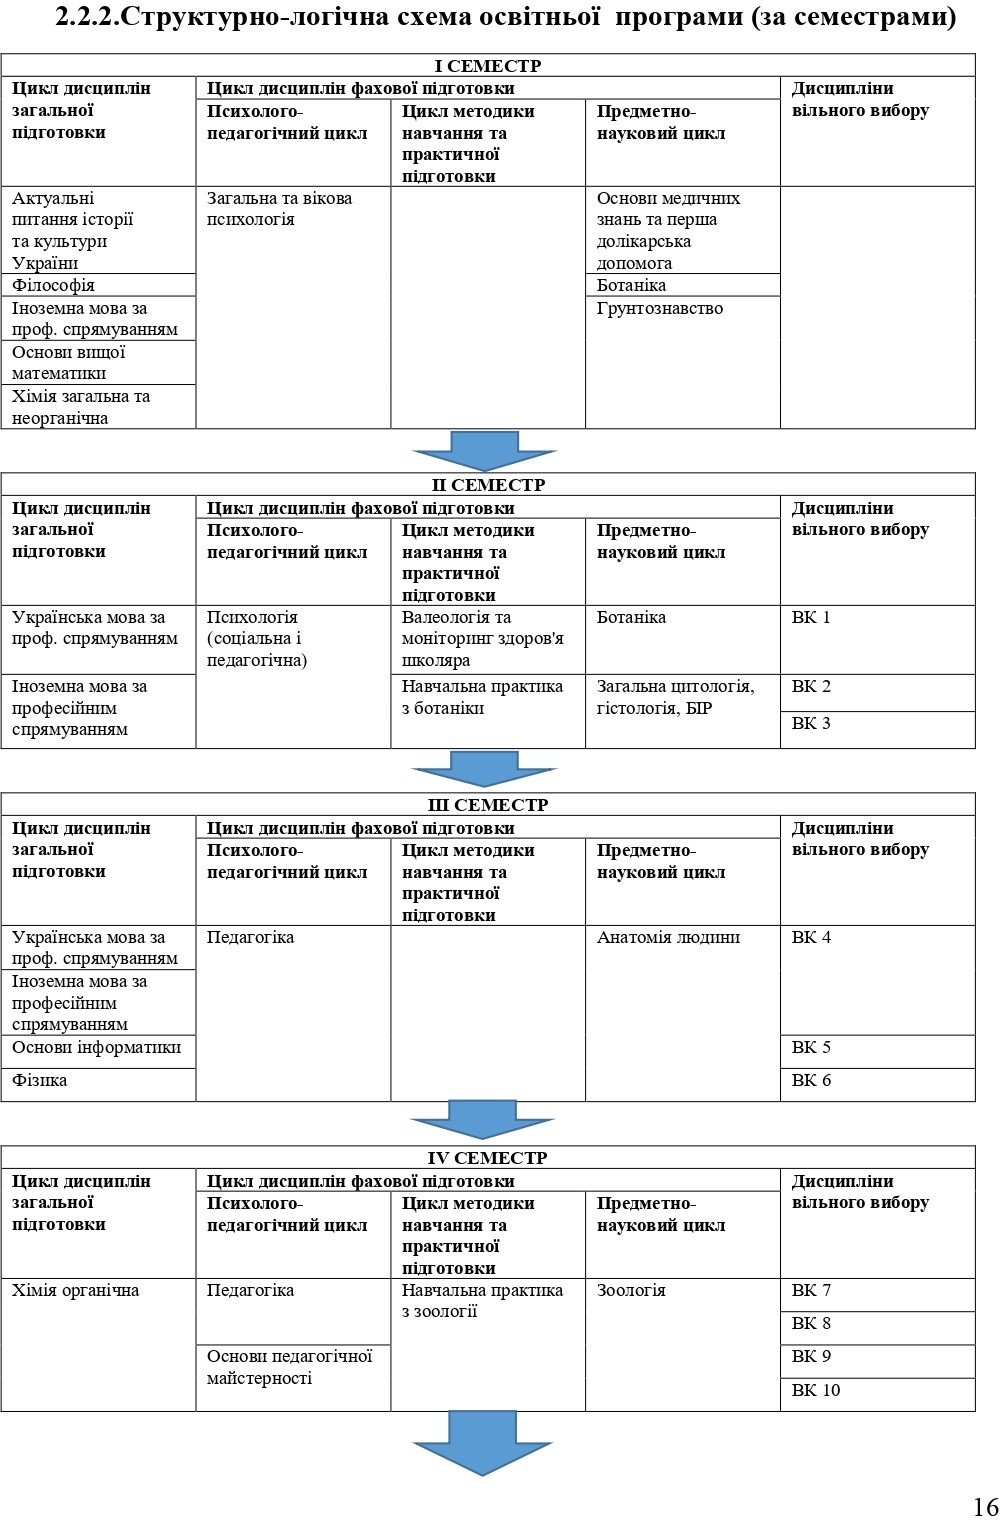 2.2.2.Структурно-логічна схема освітньої програми (за семестрами)
І СЕМЕСТР
Цикл дисциплін
загальної
підготовки
Цикл дисциплін фахової підготовки
Дисципліни
вільного вибору
Психолого-
педагогічний цикл
Цикл методики
навчання та
практичної
підготовки
Предметно-
науковий цикл
Актуальні
питання історії
та культури
України
Загальна та вікова
психологія
Основи медичних
знань та перша
долікарська
допомога
Філософія
Ботаніка
Іноземна мова за
проф. спрямуванням
Грунтознавство
Основи вищої
математики
Хімія загальна та
неорганічна
ІІ СЕМЕСТР
Цикл дисциплін
загальної
підготовки
Цикл дисциплін фахової підготовки
Дисципліни
вільного вибору
Психолого-
педагогічний цикл
Цикл методики
навчання та
практичної
підготовки
Предметно-
науковий цикл
Українська мова за
проф. спрямуванням
Психологія
(соціальна і
педагогічна)
Валеологія та
моніторинг здоров'я
школяра
Ботаніка
ВК 1
Іноземна мова за
професійним
спрямуванням
Навчальна практика
з ботаніки
Загальна цитологія,
гістологія, БІР
ВК 2
ВК 3
ІІІ СЕМЕСТР
Цикл дисциплін
загальної
підготовки
Цикл дисциплін фахової підготовки
Дисципліни
вільного вибору
Психолого-
педагогічний цикл
Цикл методики
навчання та
практичної
підготовки
Предметно-
науковий цикл
Українська мова за
проф. спрямуванням
Педагогіка
Анатомія людини
ВК 4
Іноземна мова за
професійним
спрямуванням
Основи інформатики
ВК 5
Фізика
ВК 6
IV СЕМЕСТР
Цикл дисциплін
загальної
підготовки
Цикл дисциплін фахової підготовки
Дисципліни
вільного вибору
Психолого-
педагогічний цикл
Цикл методики
навчання та
практичної
підготовки
Предметно-
науковий цикл
Хімія органічна
Педагогіка
Навчальна практика
з зоології
Зоологія
ВК 7
ВК 8
Основи педагогічної
майстерності
ВК 9
ВК 10
16